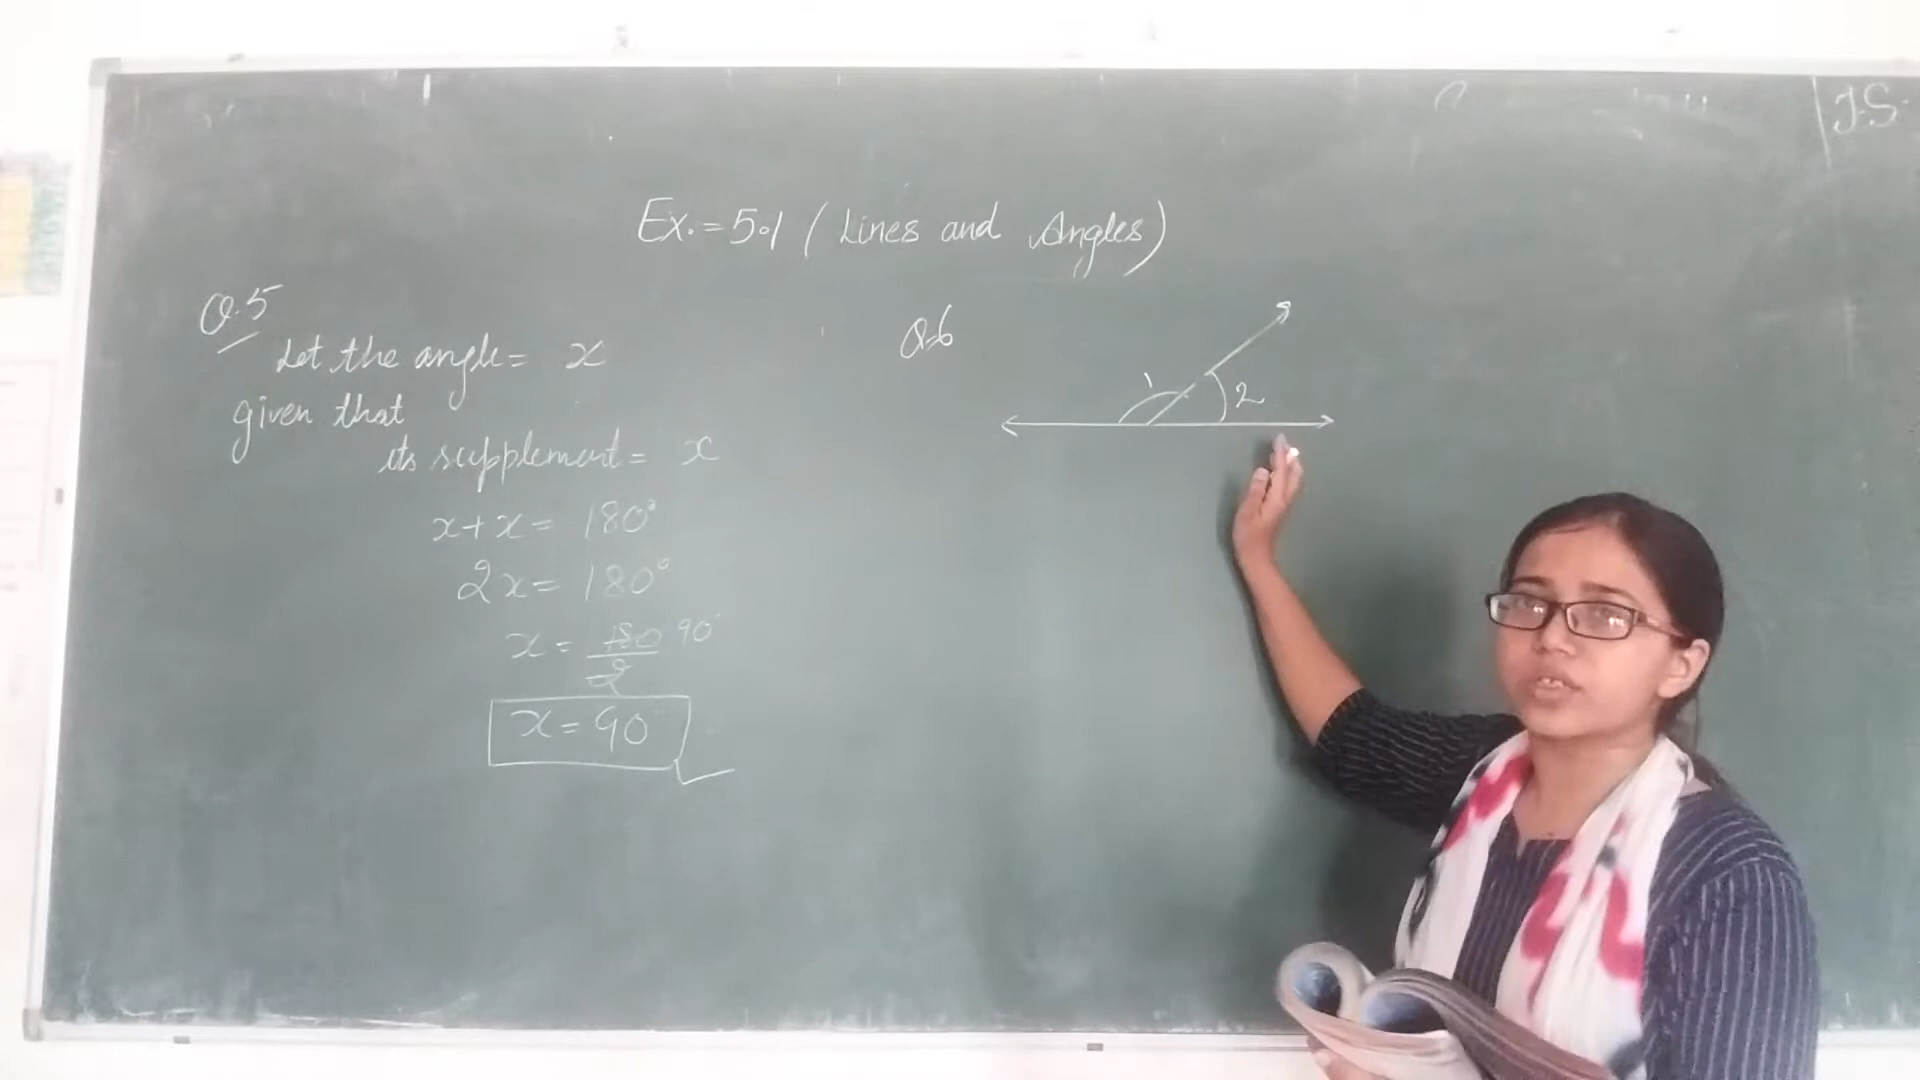 J.S.
Ex.=5.1 (Lines and Angles)
Q.5
Let the angle = x
given that
its supplement = x
x+x= 180°
2x= 180°
x = 180/2 90°
x=90
Q.6
1
2